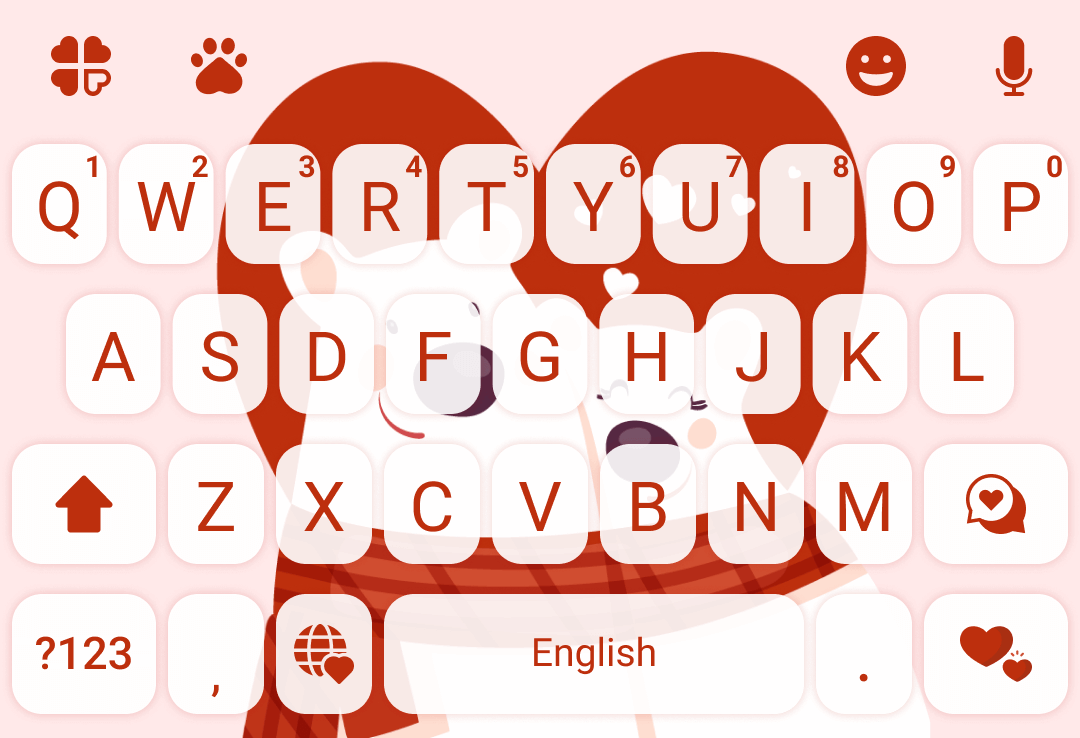 1 2 3 4 5 6 7 8 9 0
Q W E R T Y U I O P
A S D F G H J K L
Z X C V B N M
?123 , English .